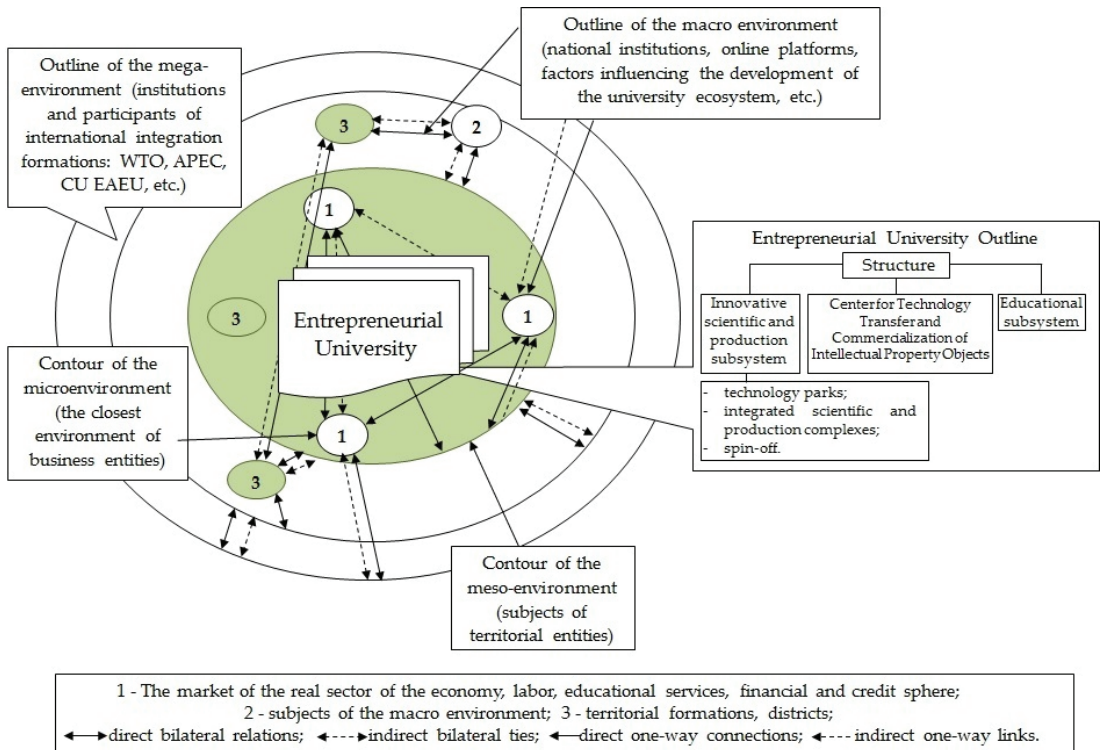 Outline of the mega-
environment (institutions
and participants of
international integration
formations: WTO, APEC,
CU EAEU, etc.)
Outline of the macro environment
(national institutions, online platforms,
factors influencing the development of
the university ecosystem, etc.)
3
2
1
3
Entrepreneurial
University
1
1
3
Contour of the
microenvironment
(the closest
environment of
business entities)
Entrepreneurial University Outline
Structure
Innovative
scientific and
production
subsystem
Center for Technology
Transfer and
Commercialization of
Intellectual Property Objects
Educational
subsystem
- technology parks;
- integrated scientific and
production complexes;
- spin-off.
Contour of the
meso-environment
(subjects of
territorial entities)
1 - The market of the real sector of the economy, labor, educational services, financial and credit sphere;
2 - subjects of the macro environment; 3 - territorial formations, districts;
direct bilateral relations; indirect bilateral ties; direct one-way connections; indirect one-way links.